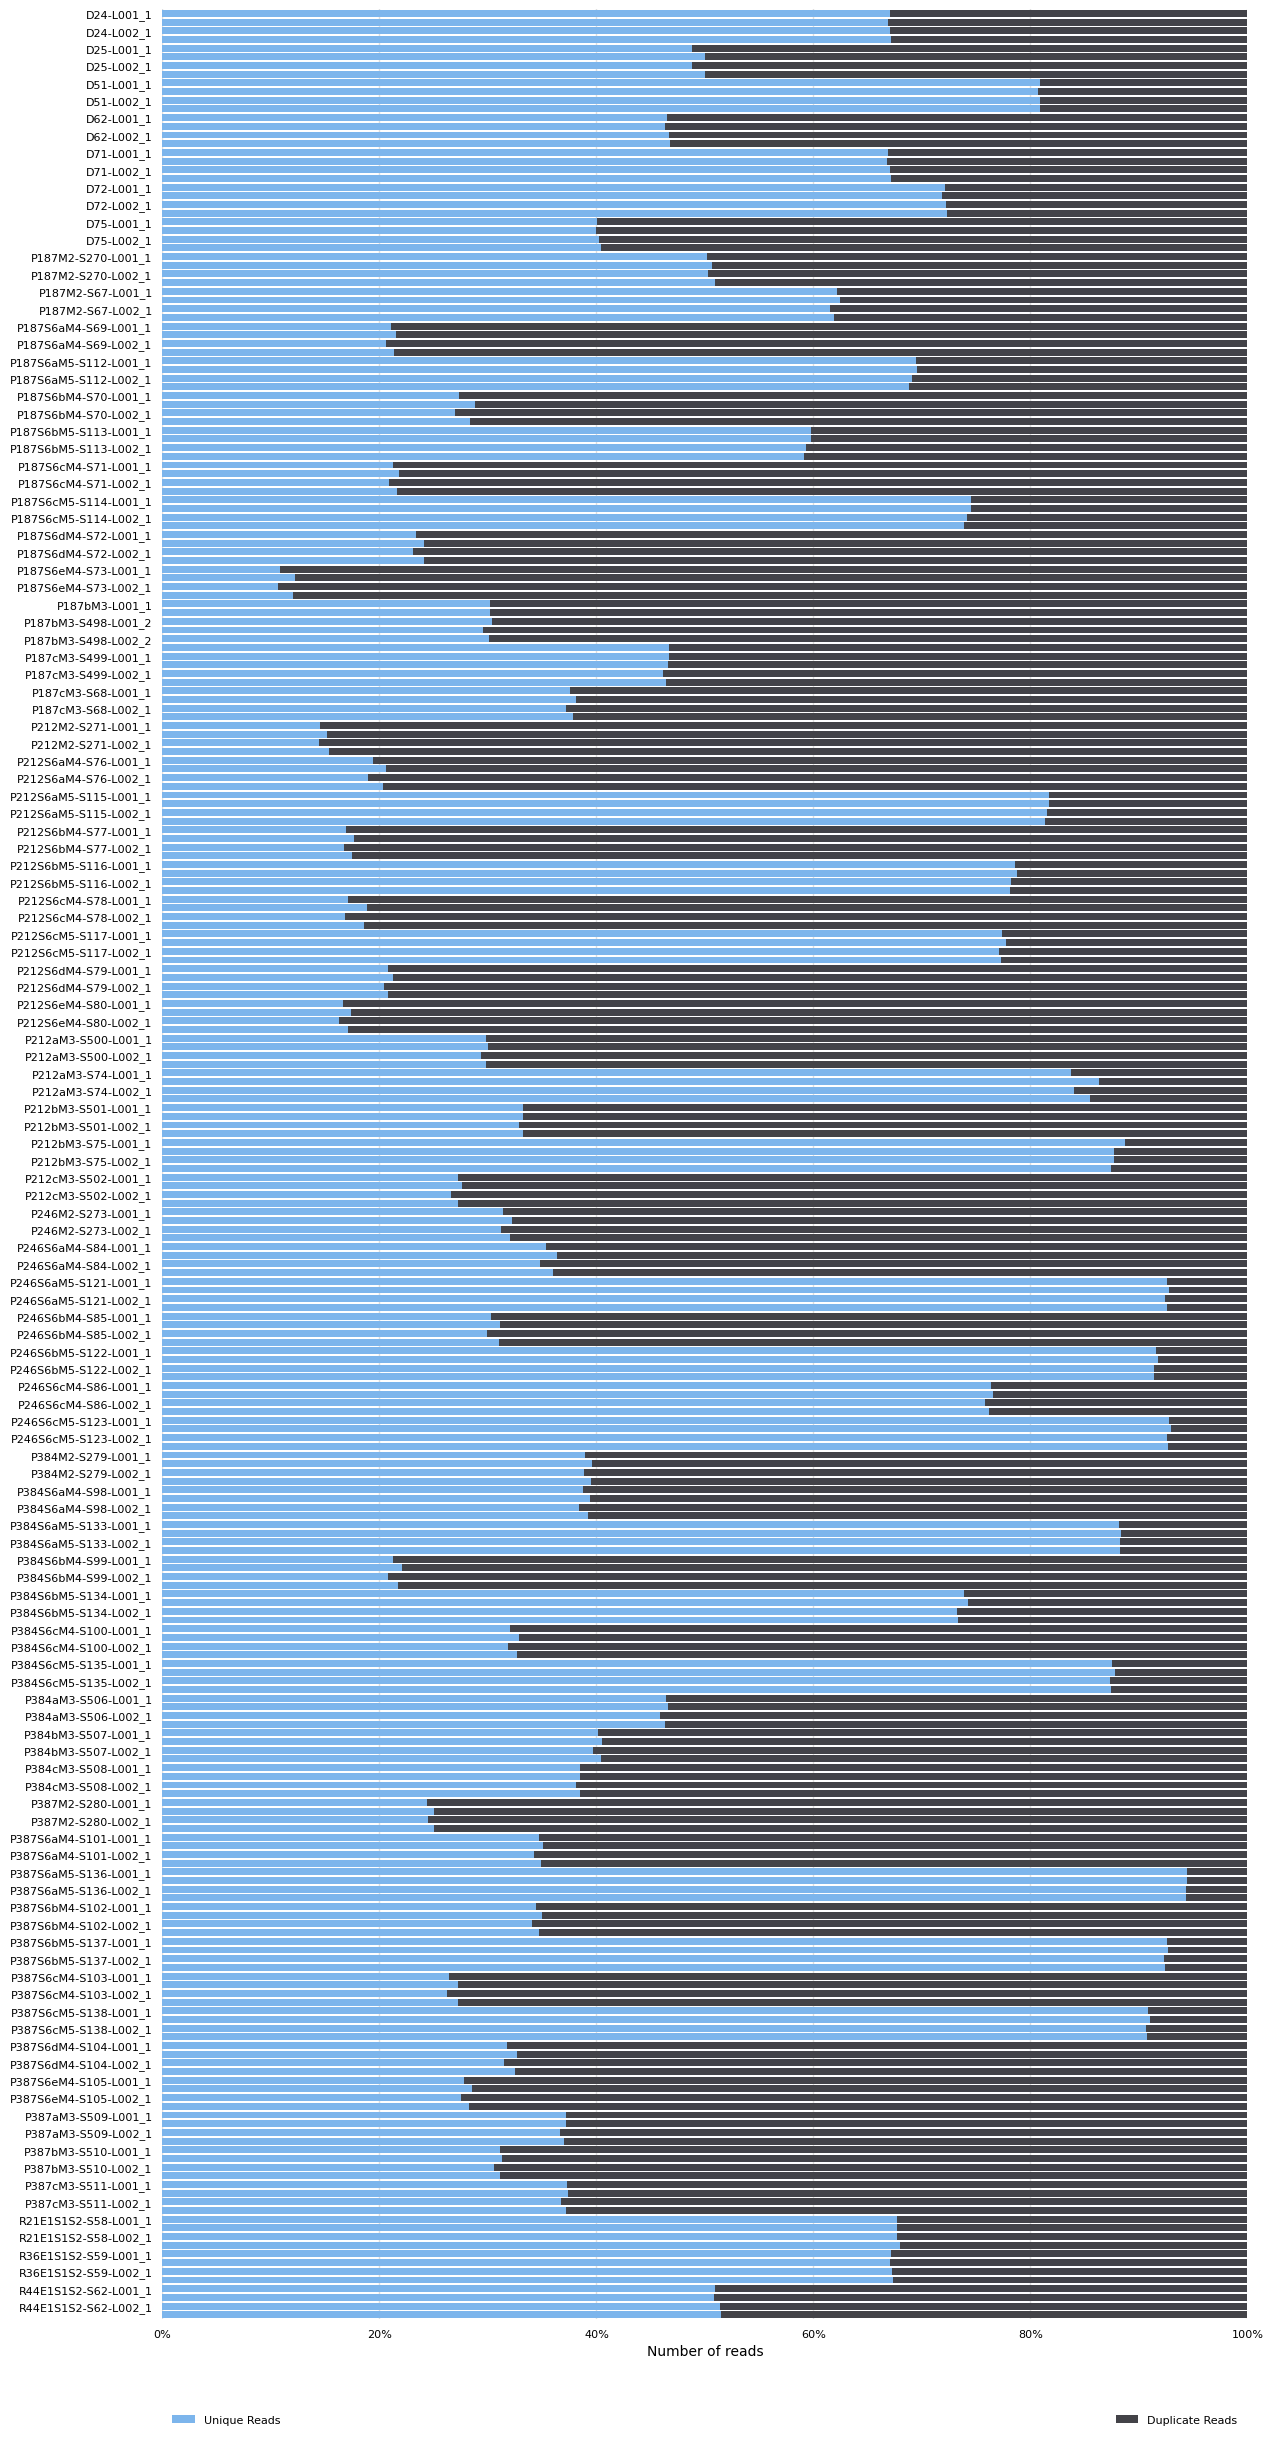 D24-L001_1
D24-L002_1
D25-L001_1
D25-L002_1
D51-L001_1
D51-L002_1
D62-L001_1
D62-L002_1
D71-L001_1
D71-L002_1
D72-L001_1
D72-L002_1
D75-L001_1
D75-L002_1
P187M2-S270-L001_1
P187M2-S270-L002_1
P187M2-S67-L001_1
P187M2-S67-L002_1
P187S6aM4-S69-L001_1
P187S6aM4-S69-L002_1
P187S6aM5-S112-L001_1
P187S6aM5-S112-L002_1
P187S6bM4-S70-L001_1
P187S6bM4-S70-L002_1
P187S6bM5-S113-L001_1
P187S6bM5-S113-L002_1
P187S6cM4-S71-L001_1
P187S6cM4-S71-L002_1
P187S6cM5-S114-L001_1
P187S6cM5-S114-L002_1
P187S6dM4-S72-L001_1
P187S6dM4-S72-L002_1
P187S6eM4-S73-L001_1
P187S6eM4-S73-L002_1
P187bM3-L001_1
P187bM3-S498-L001_2
P187bM3-S498-L002_2
P187cM3-S499-L001_1
P187cM3-S499-L002_1
P187cM3-S68-L001_1
P187cM3-S68-L002_1
P212M2-S271-L001_1
P212M2-S271-L002_1
P212S6aM4-S76-L001_1
P212S6aM4-S76-L002_1
P212S6aM5-S115-L001_1
P212S6aM5-S115-L002_1
P212S6bM4-S77-L001_1
P212S6bM4-S77-L002_1
P212S6bM5-S116-L001_1
P212S6bM5-S116-L002_1
P212S6cM4-S78-L001_1
P212S6cM4-S78-L002_1
P212S6cM5-S117-L001_1
P212S6cM5-S117-L002_1
P212S6dM4-S79-L001_1
P212S6dM4-S79-L002_1
P212S6eM4-S80-L001_1
P212S6eM4-S80-L002_1
P212aM3-S500-L001_1
P212aM3-S500-L002_1
P212aM3-S74-L001_1
P212aM3-S74-L002_1
P212bM3-S501-L001_1
P212bM3-S501-L002_1
P212bM3-S75-L001_1
P212bM3-S75-L002_1
P212cM3-S502-L001_1
P212cM3-S502-L002_1
P246M2-S273-L001_1
P246M2-S273-L002_1
P246S6aM4-S84-L001_1
P246S6aM4-S84-L002_1
P246S6aM5-S121-L001_1
P246S6aM5-S121-L002_1
P246S6bM4-S85-L001_1
P246S6bM4-S85-L002_1
P246S6bM5-S122-L001_1
P246S6bM5-S122-L002_1
P246S6cM4-S86-L001_1
P246S6cM4-S86-L002_1
P246S6cM5-S123-L001_1
P246S6cM5-S123-L002_1
P384M2-S279-L001_1
P384M2-S279-L002_1
P384S6aM4-S98-L001_1
P384S6aM4-S98-L002_1
P384S6aM5-S133-L001_1
P384S6aM5-S133-L002_1
P384S6bM4-S99-L001_1
P384S6bM4-S99-L002_1
P384S6bM5-S134-L001_1
P384S6bM5-S134-L002_1
P384S6cM4-S100-L001_1
P384S6cM4-S100-L002_1
P384S6cM5-S135-L001_1
P384S6cM5-S135-L002_1
P384aM3-S506-L001_1
P384aM3-S506-L002_1
P384bM3-S507-L001_1
P384bM3-S507-L002_1
P384cM3-S508-L001_1
P384cM3-S508-L002_1
P387M2-S280-L001_1
P387M2-S280-L002_1
P387S6aM4-S101-L001_1
P387S6aM4-S101-L002_1
P387S6aM5-S136-L001_1
P387S6aM5-S136-L002_1
P387S6bM4-S102-L001_1
P387S6bM4-S102-L002_1
P387S6bM5-S137-L001_1
P387S6bM5-S137-L002_1
P387S6cM4-S103-L001_1
P387S6cM4-S103-L002_1
P387S6cM5-S138-L001_1
P387S6cM5-S138-L002_1
P387S6dM4-S104-L001_1
P387S6dM4-S104-L002_1
P387S6eM4-S105-L001_1
P387S6eM4-S105-L002_1
P387aM3-S509-L001_1
P387aM3-S509-L002_1
P387bM3-S510-L001_1
P387bM3-S510-L002_1
P387cM3-S511-L001_1
P387cM3-S511-L002_1
R21E1S1S2-S58-L001_1
R21E1S1S2-S58-L002_1
R36E1S1S2-S59-L001_1
R36E1S1S2-S59-L002_1
R44E1S1S2-S62-L001_1
R44E1S1S2-S62-L002_1
0% 20% 40% 60% 80% 100%
Number of reads
Unique Reads Duplicate Reads